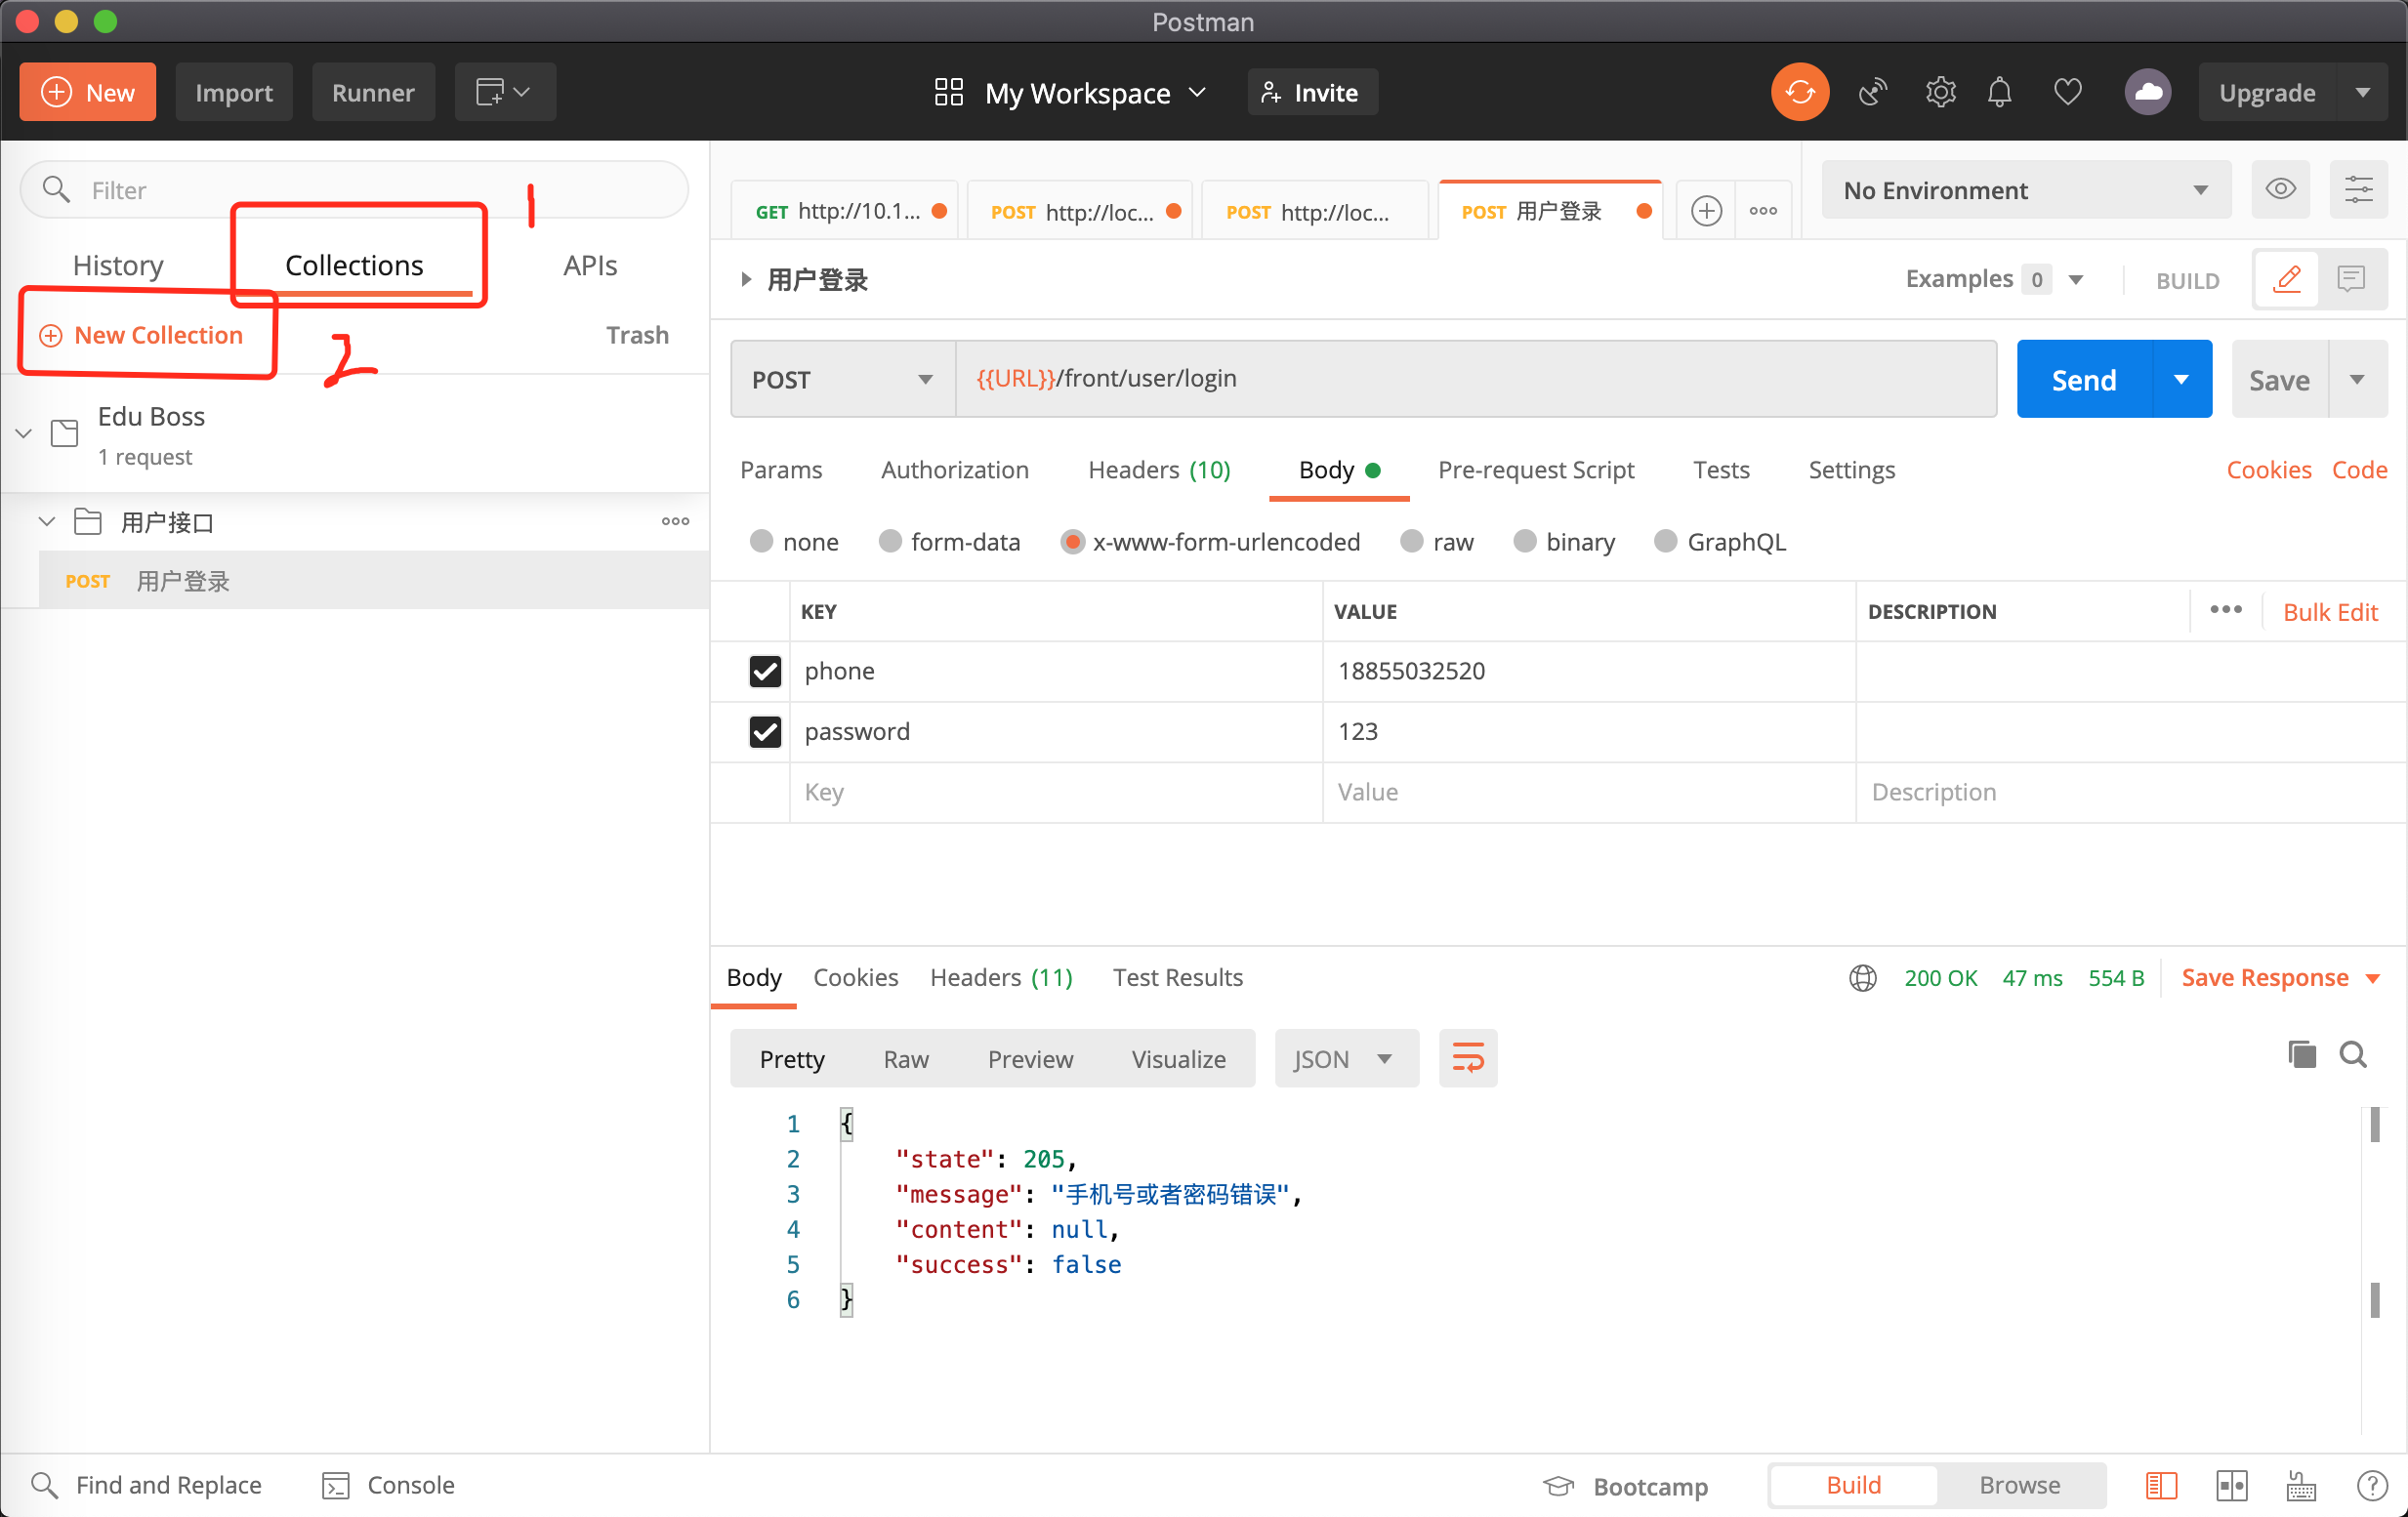 Postman
New Import Runner My Workspace Invite Upgrade
Filter
1
History Collections APIs
New Collection Trash
2
Edu Boss
1 request
用户接口
POST 用户登录
GET http://10.1... POST http://loc... POST http://loc... POST 用户登录
No Environment
用户登录 Examples 0 BUILD
POST {{URL}}/front/user/login Send Save
Params Authorization Headers (10) Body Pre-request Script Tests Settings Cookies Code
none form-data x-www-form-urlencoded raw binary GraphQL
KEY VALUE DESCRIPTION Bulk Edit
phone 18855032520
password 123
Key Value Description
Body Cookies Headers (11) Test Results 200 OK 47 ms 554 B Save Response
Pretty Raw Preview Visualize JSON
1 {
2 "state": 205,
3 "message": "手机号或者密码错误",
4 "content": null,
5 "success": false
6 }
Find and Replace Console Bootcamp Build Browse